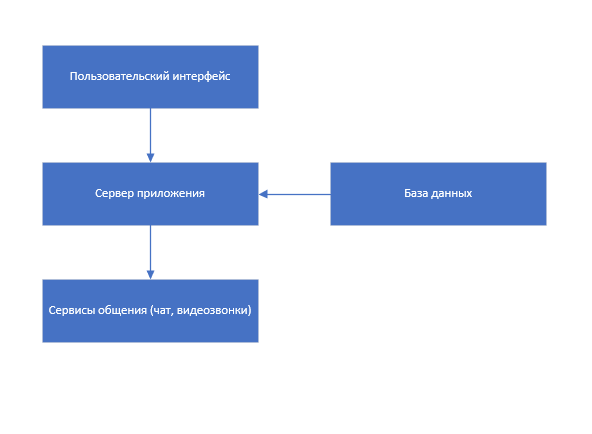 Пользовательский интерфейс
Сервер приложения
База данных
Сервисы общения (чат, видеозвонки)